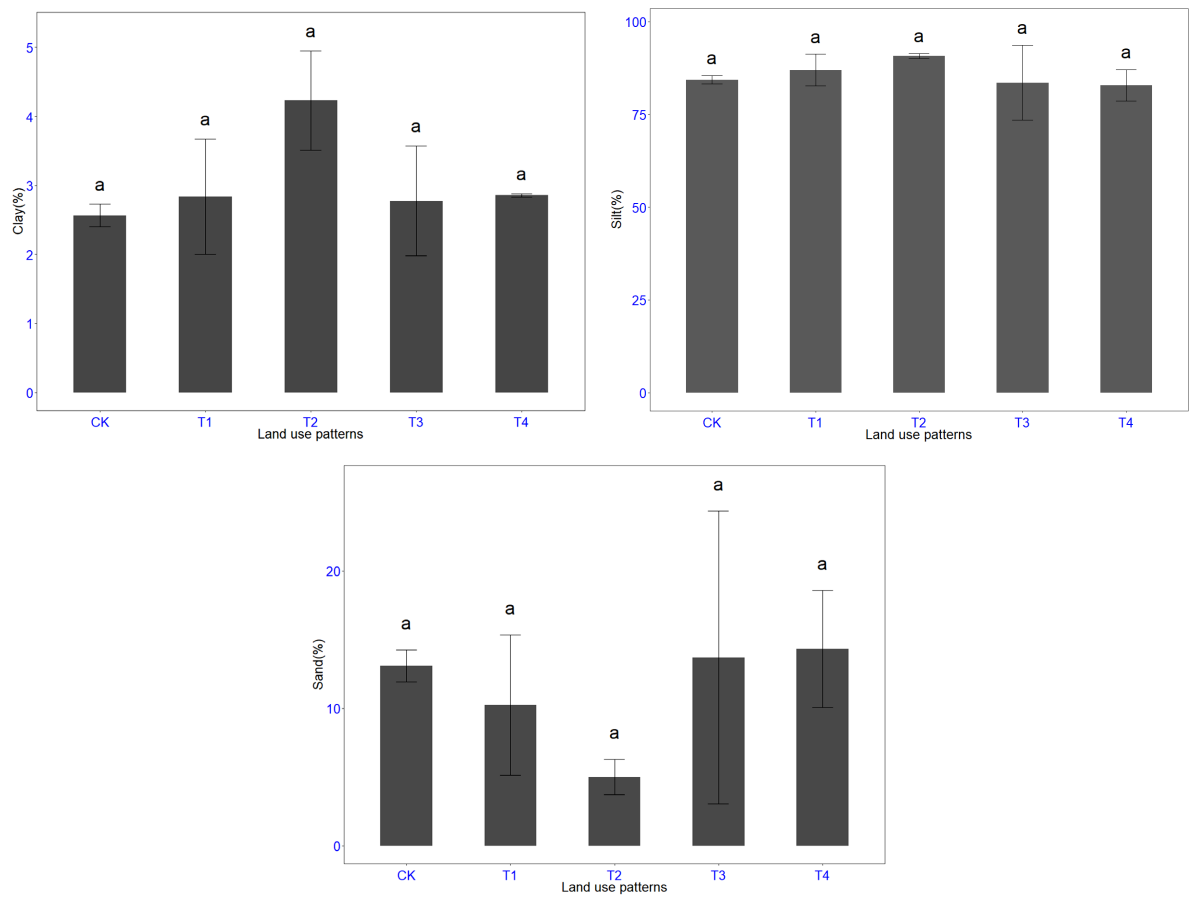 a
a
a
a
a
5
4
3
2
1
0
Clay(%)
CK T1 T2 T3 T4
Land use patterns
a
a
a
a
a
100
75
50
25
0
Silt(%)
CK T1 T2 T3 T4
Land use patterns
a
a
a
a
a
20
10
0
Sand(%)
CK T1 T2 T3 T4
Land use patterns